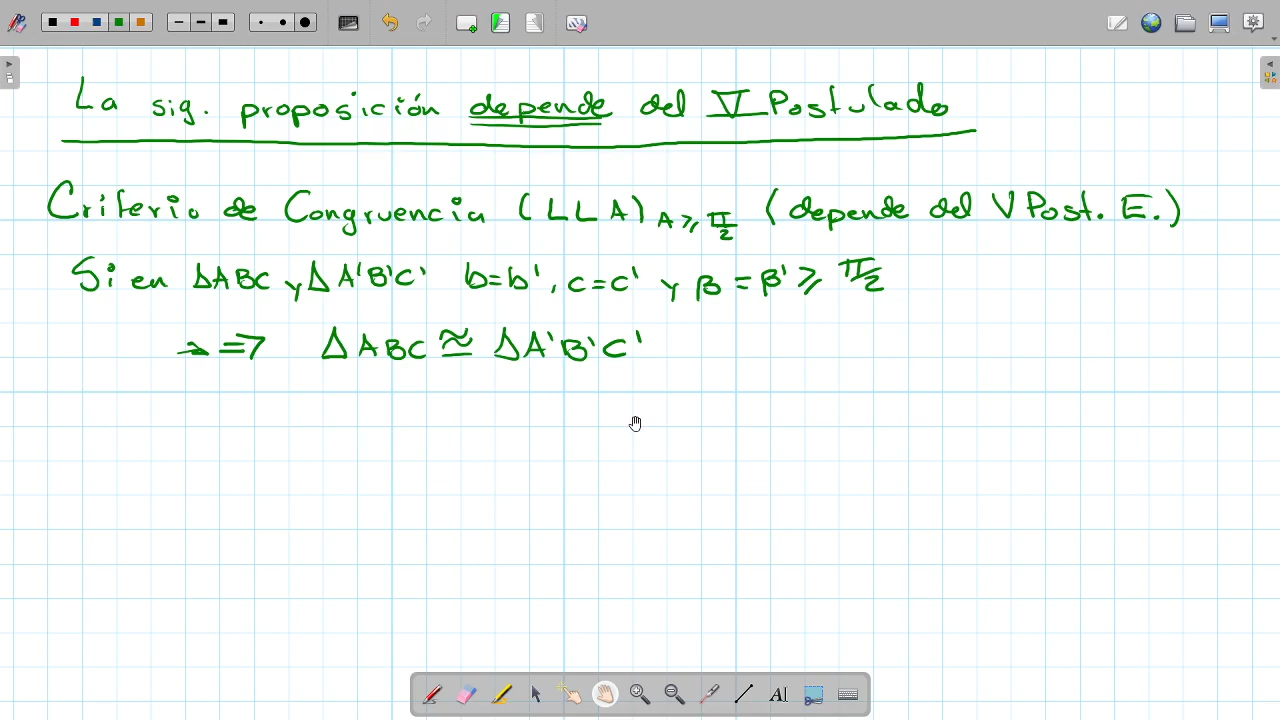 La sig. proposición depende del V Postulado
Criterio de Congruencia (LLA) A ≥ π/2 (depende del V Post. E.)
Si en ΔABC y ΔA'B'C' b=b', c=c' y β=β' ≥ π/2
⇒ ΔABC ≅ ΔA'B'C'